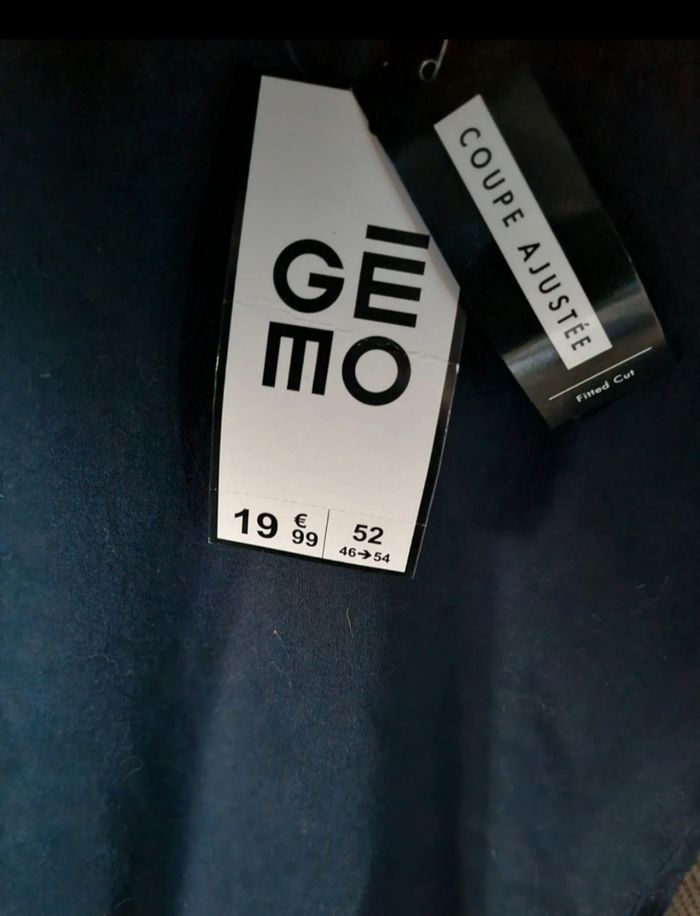 GĒ
MO
19 €
99
52
46→54
COUPE AJUSTÉE
Fitted Cut